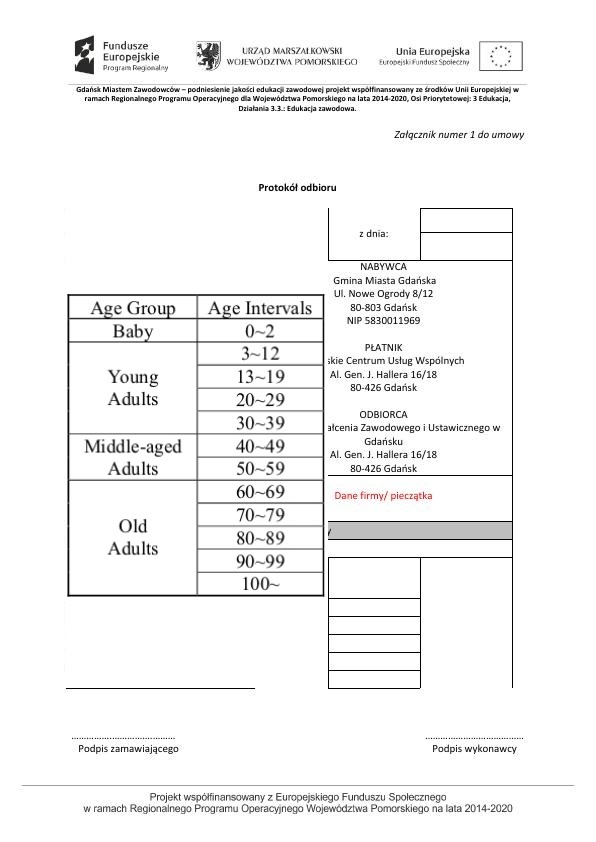 Fundusze
Europejskie
Program Regionalny
URZĄD MARSZAŁKOWSKI
WOJEWÓDZTWA POMORSKIEGO
Unia Europejska
Europejski Fundusz Społeczny
Gdańsk Miastem Zawodowców – podniesienie jakości edukacji zawodowej projekt współfinansowany ze środków Unii Europejskiej w
ramach Regionalnego Programu Operacyjnego dla Województwa Pomorskiego na lata 2014-2020, Osi Priorytetowej: 3 Edukacja,
Działania 3.3.: Edukacja zawodowa.
Załącznik numer 1 do umowy
Protokół odbioru
z dnia:
NABYWCA
Gmina Miasta Gdańska
Ul. Nowe Ogrody 8/12
80-803 Gdańsk
NIP 5830011969
PŁATNIK
skie Centrum Usług Wspólnych
Al. Gen. J. Hallera 16/18
80-426 Gdańsk
ODBIORCA
ałcenia Zawodowego i Ustawicznego w
Gdańsku
Al. Gen. J. Hallera 16/18
80-426 Gdańsk
Dane firmy/ pieczątka
y
Age Group Age Intervals
Baby 0~2
Young
Adults
3~12
13~19
20~29
30~39
Middle-aged
Adults
40~49
50~59
Old
Adults
60~69
70~79
80~89
90~99
100~
Podpis zamawiającego
Podpis wykonawcy
Projekt współfinansowany z Europejskiego Funduszu Społecznego
w ramach Regionalnego Programu Operacyjnego Województwa Pomorskiego na lata 2014-2020